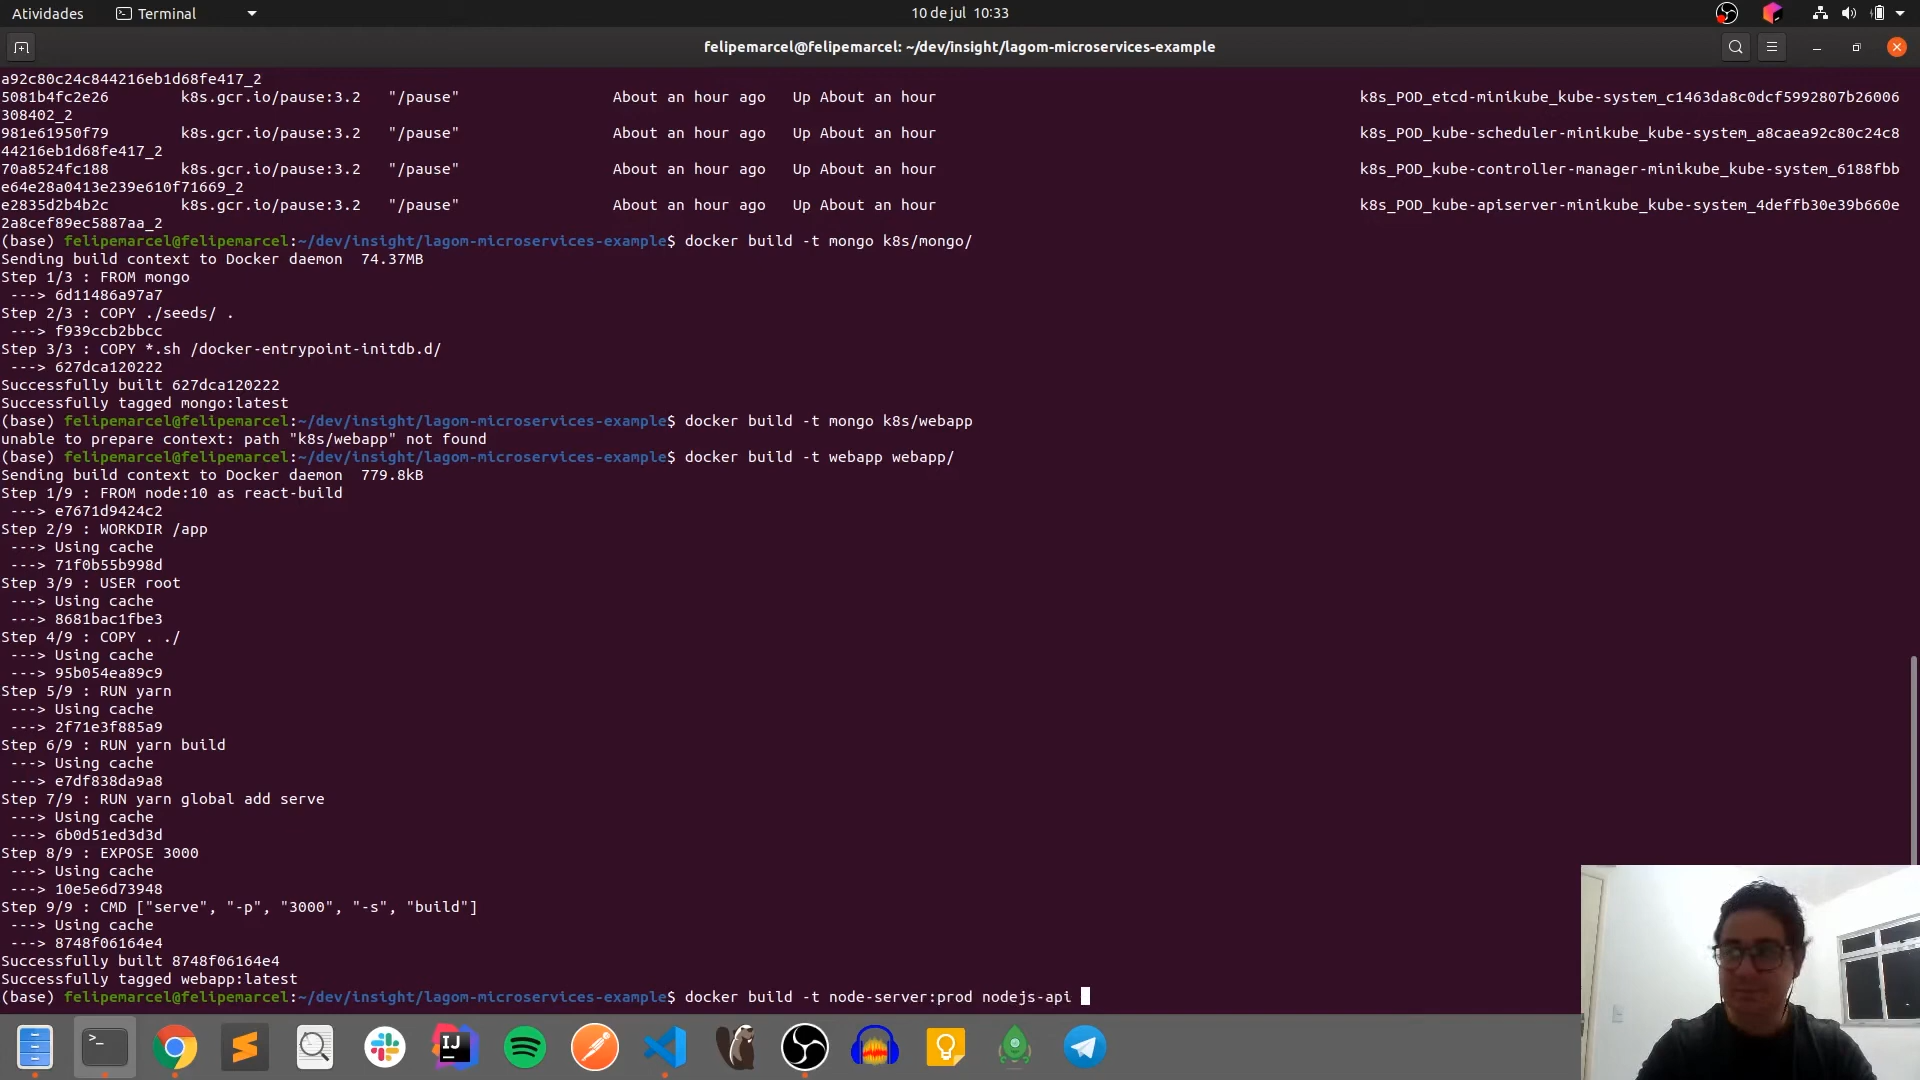 Atividades
Terminal
10 de jul 10:33
felipemarcel@felipemarcel: ~/dev/insight/lagom-microservices-example
a92c80c24c844216eb1d68fe417_2
5081b4fc2e26 k8s.gcr.io/pause:3.2 "/pause" About an hour ago Up About an hour k8s_POD_etcd-minikube_kube-system_c1463da8c0dcf5992807b26006
308402_2
981e61950f79 k8s.gcr.io/pause:3.2 "/pause" About an hour ago Up About an hour k8s_POD_kube-scheduler-minikube_kube-system_a8caea92c80c24c8
44216eb1d68fe417_2
70a8524fc188 k8s.gcr.io/pause:3.2 "/pause" About an hour ago Up About an hour k8s_POD_kube-controller-manager-minikube_kube-system_6188fbb
e64e28a0413e239e610f71669_2
e2835d2b4b2c k8s.gcr.io/pause:3.2 "/pause" About an hour ago Up About an hour k8s_POD_kube-apiserver-minikube_kube-system_4deffb30e39b660e
2a8cef89ec5887aa_2
(base) felipemarcel@felipemarcel:~/dev/insight/lagom-microservices-example$ docker build -t mongo k8s/mongo/
Sending build context to Docker daemon 74.37MB
Step 1/3 : FROM mongo
---> 6d11486a97a7
Step 2/3 : COPY ./seeds/ .
---> f939ccb2bbcc
Step 3/3 : COPY *.sh /docker-entrypoint-initdb.d/
---> 627dca120222
Successfully built 627dca120222
Successfully tagged mongo:latest
(base) felipemarcel@felipemarcel:~/dev/insight/lagom-microservices-example$ docker build -t mongo k8s/webapp
unable to prepare context: path "k8s/webapp" not found
(base) felipemarcel@felipemarcel:~/dev/insight/lagom-microservices-example$ docker build -t webapp webapp/
Sending build context to Docker daemon 779.8kB
Step 1/9 : FROM node:10 as react-build
---> e7671d9424c2
Step 2/9 : WORKDIR /app
---> Using cache
---> 71f0b55b998d
Step 3/9 : USER root
---> Using cache
---> 8681bac1fbe3
Step 4/9 : COPY . ./
---> Using cache
---> 95b054ea89c9
Step 5/9 : RUN yarn
---> Using cache
---> 2f71e3f885a9
Step 6/9 : RUN yarn build
---> Using cache
---> e7df838da9a8
Step 7/9 : RUN yarn global add serve
---> Using cache
---> 6b0d51ed3d3d
Step 8/9 : EXPOSE 3000
---> Using cache
---> 10e5e6d73948
Step 9/9 : CMD ["serve", "-p", "3000", "-s", "build"]
---> Using cache
---> 8748f06164e4
Successfully built 8748f06164e4
Successfully tagged webapp:latest
(base) felipemarcel@felipemarcel:~/dev/insight/lagom-microservices-example$ docker build -t node-server:prod nodejs-api
>_
IJ